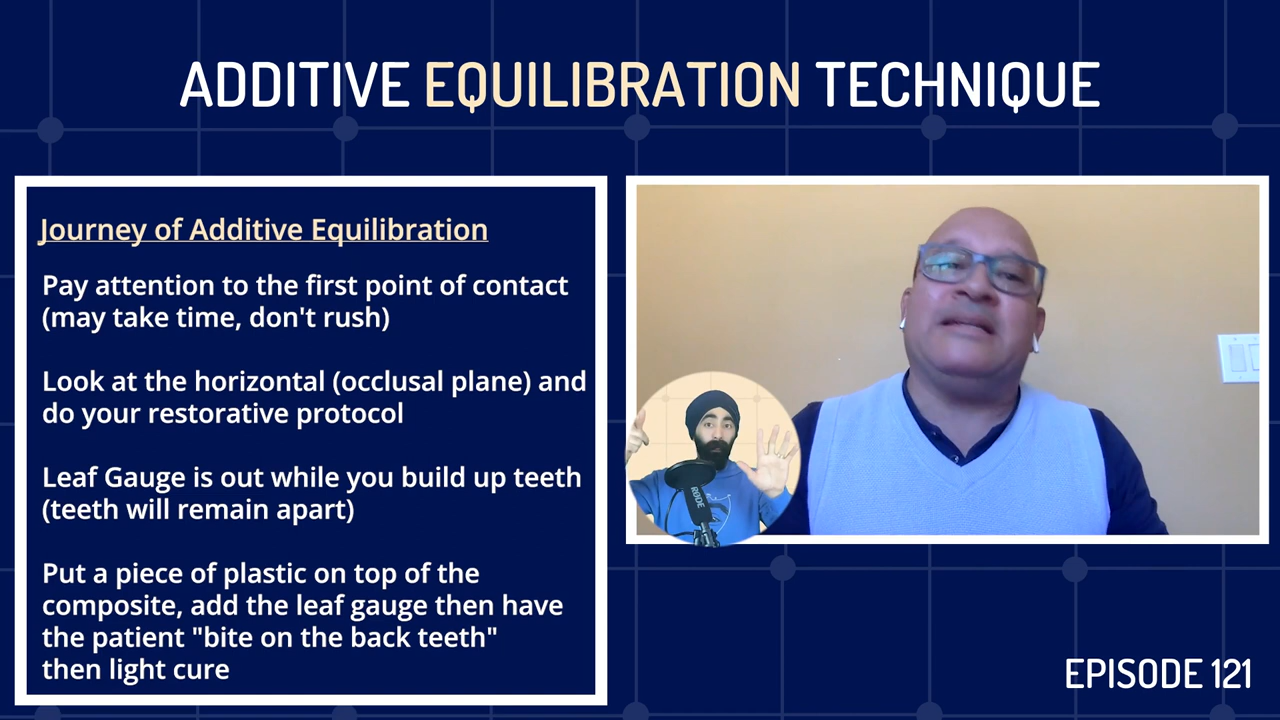 ADDITIVE EQUILIBRATION TECHNIQUE
Journey of Additive Equilibration
Pay attention to the first point of contact
(may take time, don't rush)
Look at the horizontal (occlusal plane) and
do your restorative protocol
Leaf Gauge is out while you build up teeth
(teeth will remain apart)
Put a piece of plastic on top of the
composite, add the leaf gauge then have
the patient "bite on the back teeth"
then light cure
RØDE
EPISODE 121